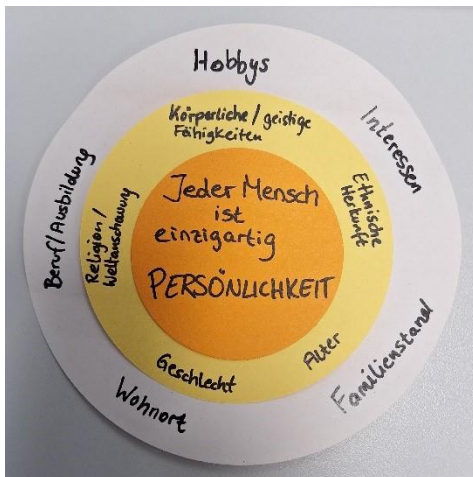 Hobbys
Interessen
Familienstand
Wohnort
Beruf/Ausbildung
Körperliche/geistige
Fähigkeiten
Ethnische
Herkunft
Alter
Geschlecht
Religion/
Weltanschauung
Jeder Mensch
ist
einzigartig
PERSÖNLICHKEIT